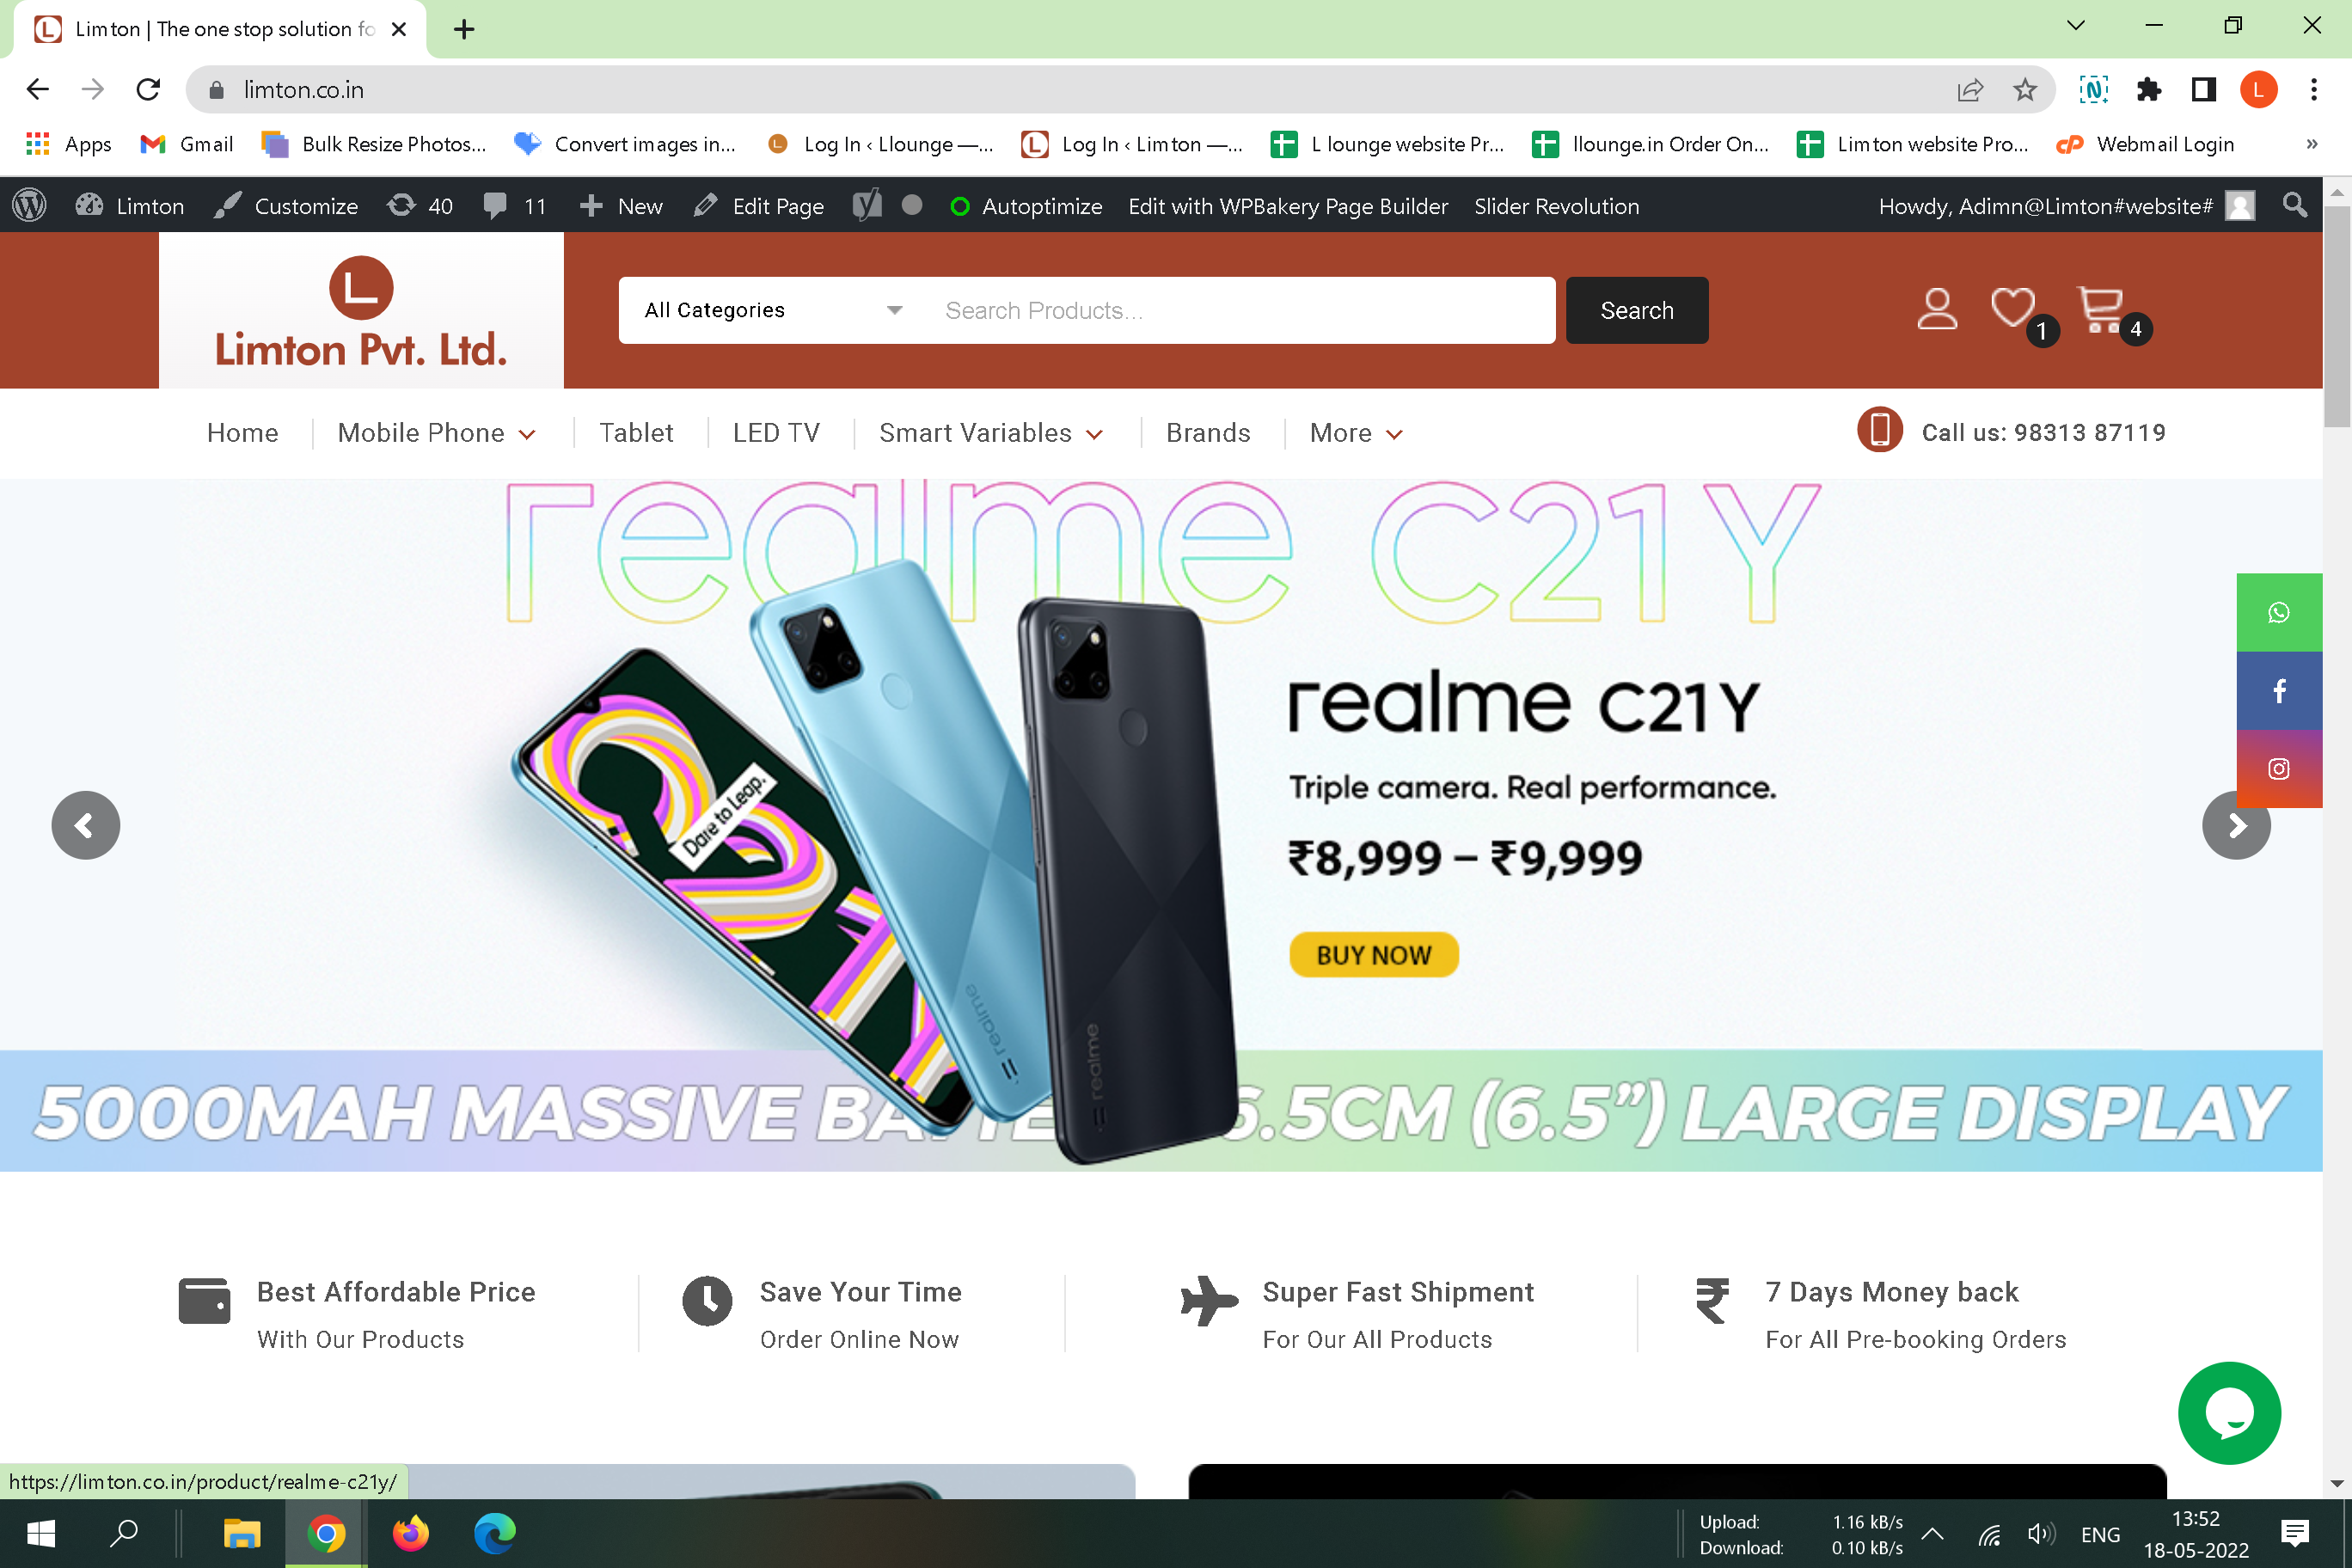 Limton | The one stop solution fo
limton.co.in
Apps Gmail Bulk Resize Photos... Convert images in... Log In ‹ Llounge —... Log In ‹ Limton —... L lounge website Pr... llounge.in Order On... Limton website Pro... Webmail Login »
Limton Customize 40 11 New Edit Page Autoptimize Edit with WPBakery Page Builder Slider Revolution Howdy, Adimn@Limton#website#
L
Limton Pvt. Ltd.
All Categories Search Products... Search 1 4
Home Mobile Phone Tablet LED TV Smart Variables Brands More Call us: 98313 87119
realme C21Y
realme C21Y
Triple camera. Real performance.
₹8,999 – ₹9,999
BUY NOW
Dare to Leap.
realme
realme
5000MAH MASSIVE BATTE 6.5CM (6.5”) LARGE DISPLAY
Best Affordable Price
With Our Products
Save Your Time
Order Online Now
Super Fast Shipment
For Our All Products
7 Days Money back
For All Pre-booking Orders
https://limton.co.in/product/realme-c21y/
Upload: 1.16 kB/s
Download: 0.10 kB/s
ENG
13:52
18-05-2022